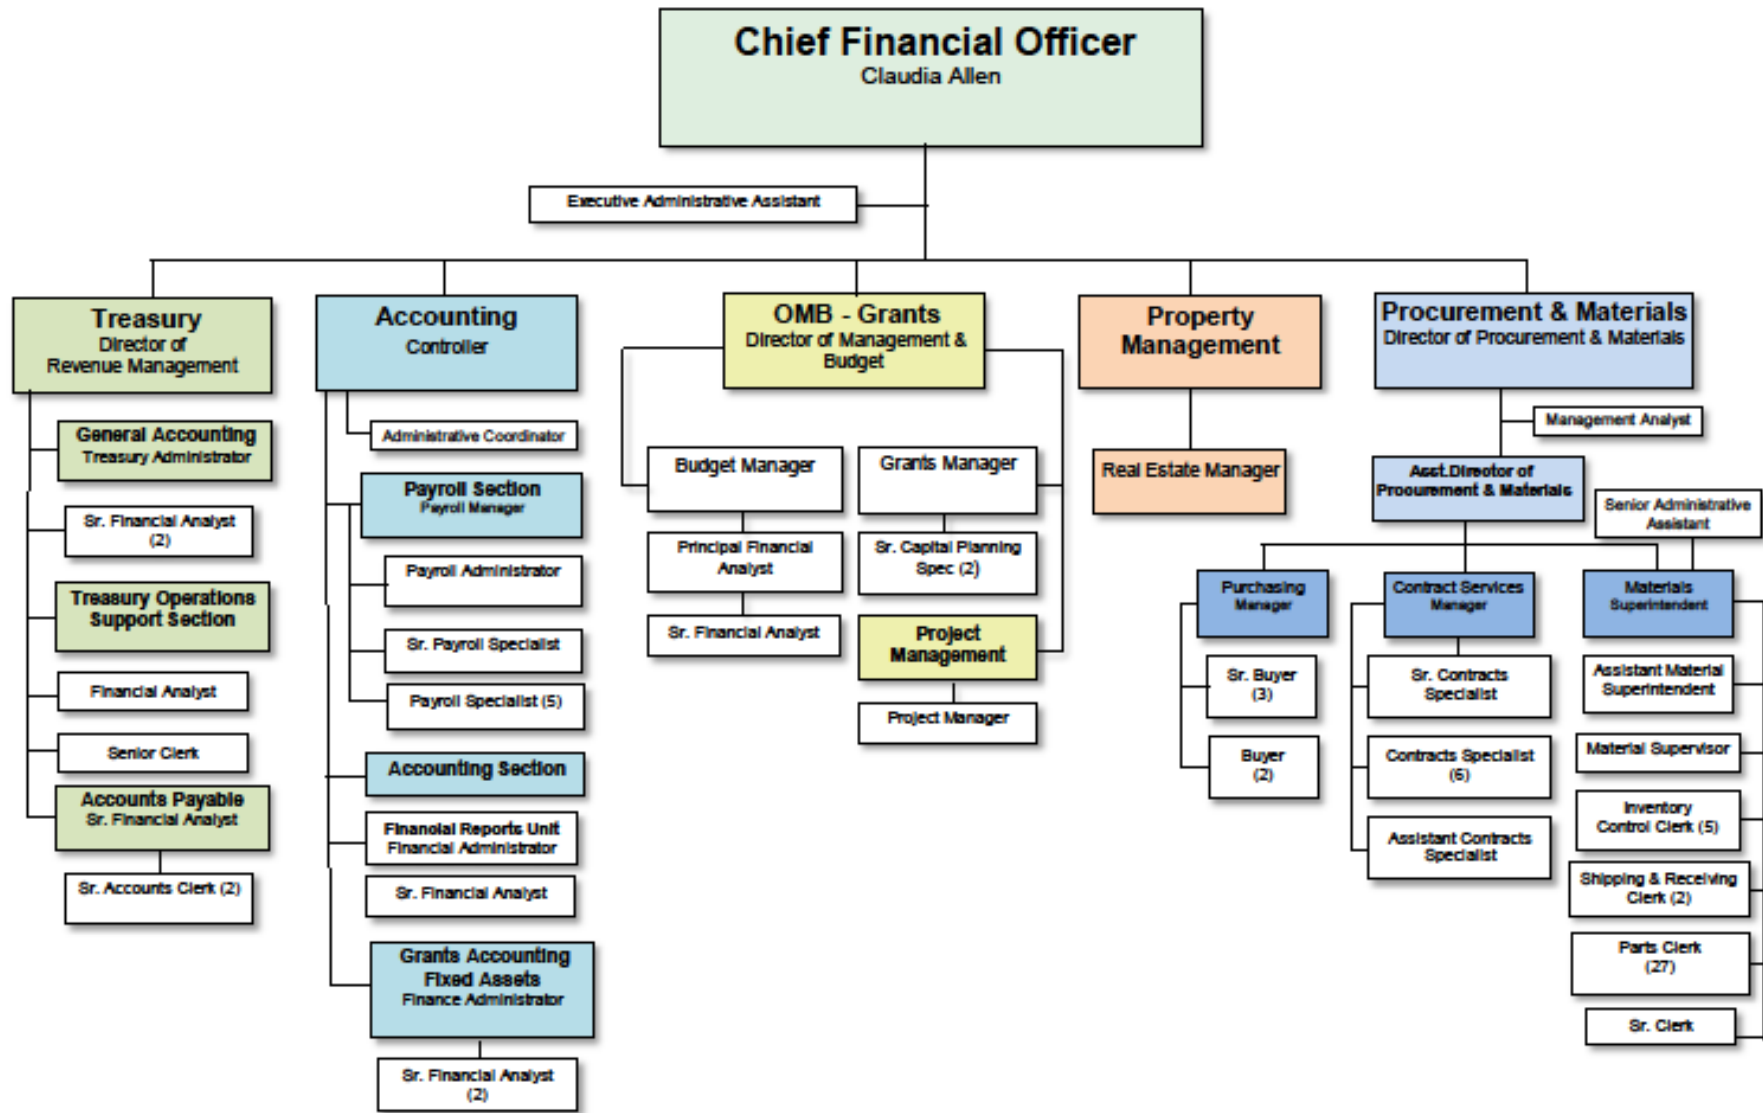 Chief Financial Officer
Claudia Allen
Executive Administrative Assistant
Treasury
Director of
Revenue Management
General Accounting
Treasury Administrator
Sr. Financial Analyst
(2)
Treasury Operations
Support Section
Financial Analyst
Senior Clerk
Accounts Payable
Sr. Financial Analyst
Sr. Accounts Clerk (2)
Accounting
Controller
Administrative Coordinator
Payroll Section
Payroll Manager
Payroll Administrator
Sr. Payroll Specialist
Payroll Specialist (5)
Accounting Section
Financial Reports Unit
Financial Administrator
Sr. Financial Analyst
Grants Accounting
Fixed Assets
Finance Administrator
Sr. Financial Analyst
(2)
OMB - Grants
Director of Management &
Budget
Budget Manager
Principal Financial
Analyst
Sr. Financial Analyst
Grants Manager
Sr. Capital Planning
Spec (2)
Project
Management
Project Manager
Property
Management
Real Estate Manager
Procurement & Materials
Director of Procurement & Materials
Management Analyst
Asst.Director of
Procurement & Materials
Senior Administrative
Assistant
Purchasing
Manager
Sr. Buyer
(3)
Buyer
(2)
Contract Services
Manager
Sr. Contracts
Specialist
Contracts Specialist
(6)
Assistant Contracts
Specialist
Materials
Superintendent
Assistant Material
Superintendent
Material Supervisor
Inventory
Control Clerk (5)
Shipping & Receiving
Clerk (2)
Parts Clerk
(27)
Sr. Clerk